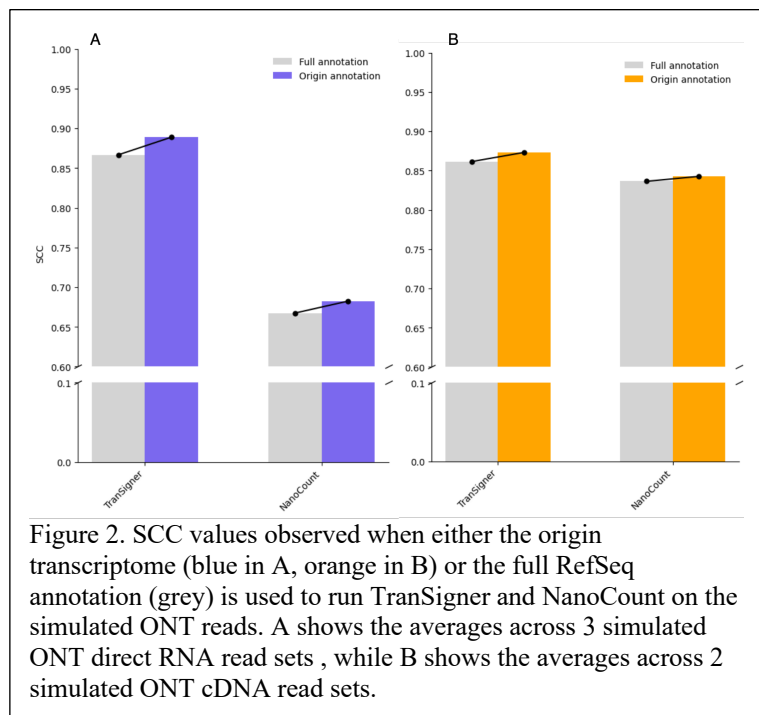 A
1.00
0.95
0.90
0.85
0.80
0.75
0.70
0.65
0.60
0.1
0.0
SCC
Full annotation
Origin annotation
TranSigner
NanoCount
B
1.00
0.95
0.90
0.85
0.80
0.75
0.70
0.65
0.60
0.1
0.0
Full annotation
Origin annotation
TranSigner
NanoCount
Figure 2. SCC values observed when either the origin
transcriptome (blue in A, orange in B) or the full RefSeq
annotation (grey) is used to run TranSigner and NanoCount on the
simulated ONT reads. A shows the averages across 3 simulated
ONT direct RNA read sets , while B shows the averages across 2
simulated ONT cDNA read sets.